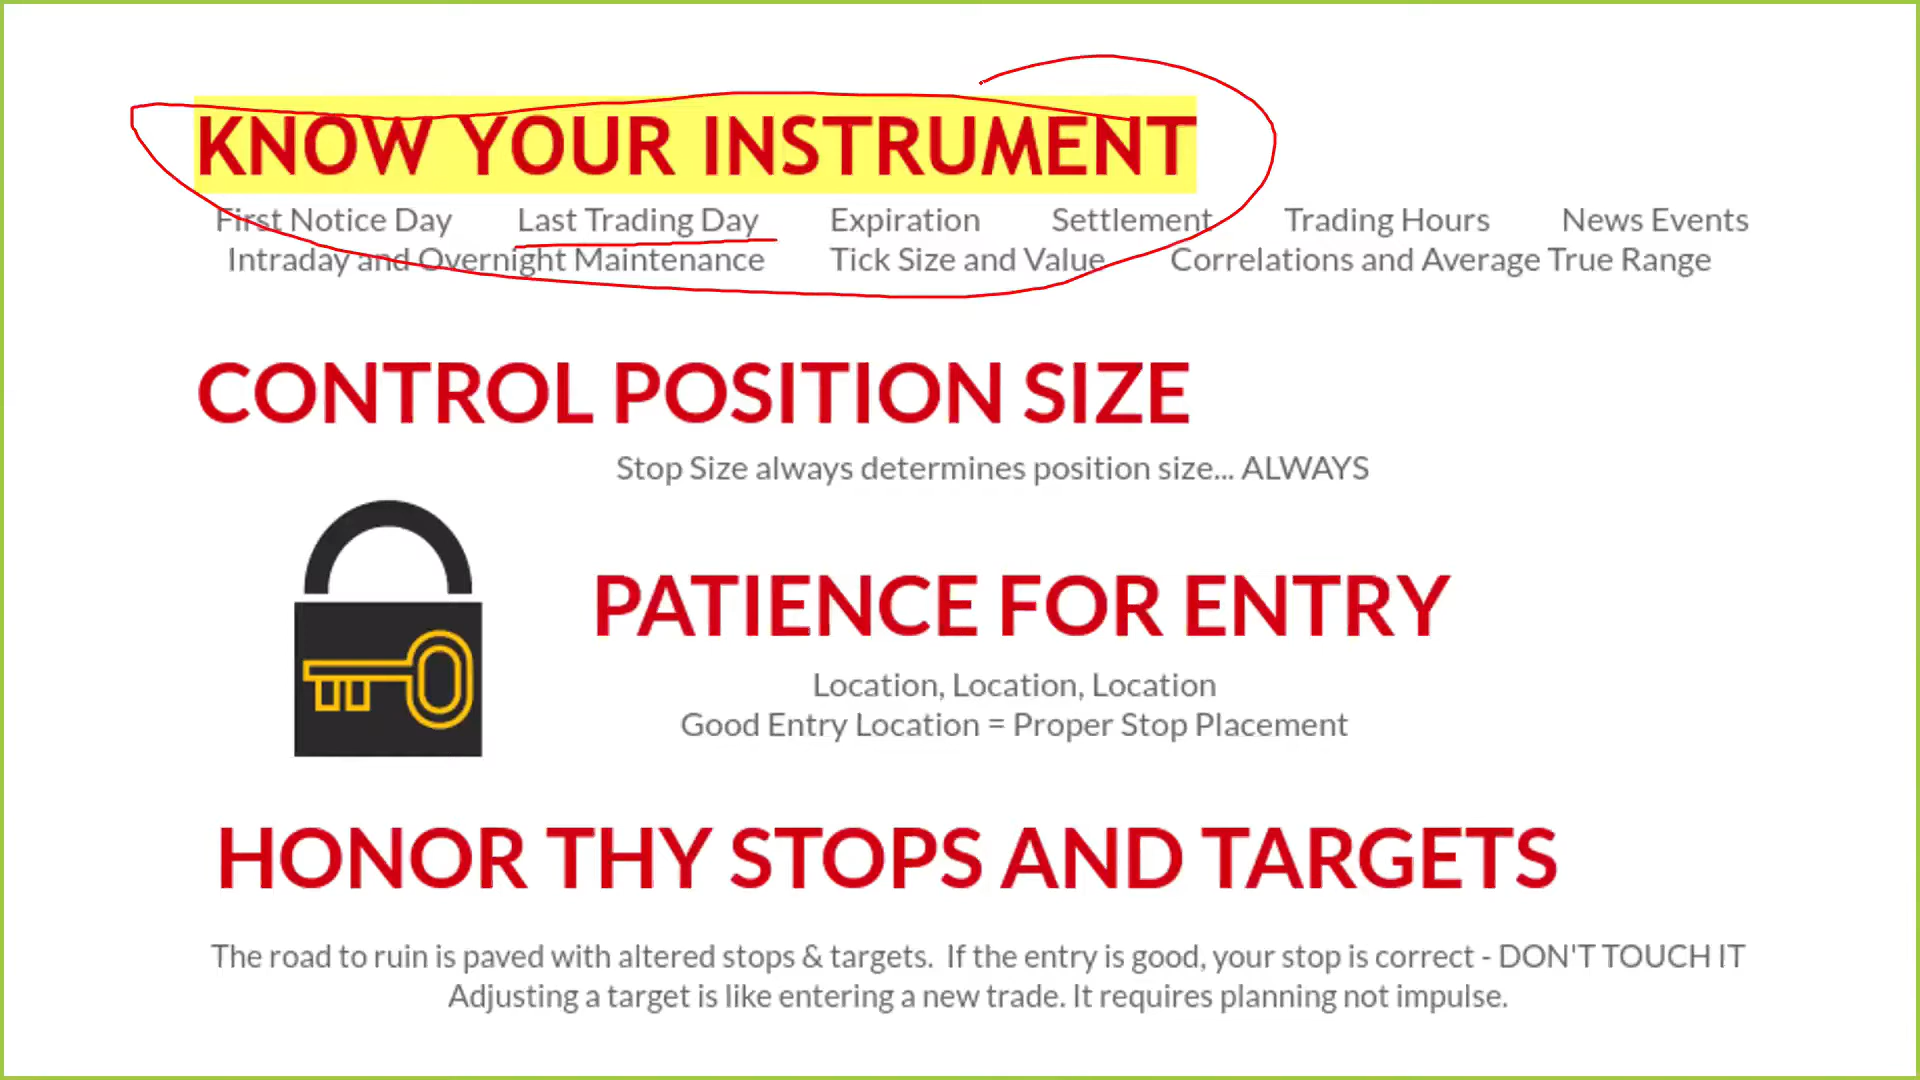 KNOW YOUR INSTRUMENT
First Notice Day Last Trading Day Expiration Settlement Trading Hours News Events
Intraday and Overnight Maintenance Tick Size and Value Correlations and Average True Range
CONTROL POSITION SIZE
Stop Size always determines position size... ALWAYS
PATIENCE FOR ENTRY
Location, Location, Location
Good Entry Location = Proper Stop Placement
HONOR THY STOPS AND TARGETS
The road to ruin is paved with altered stops & targets. If the entry is good, your stop is correct - DON'T TOUCH IT
Adjusting a target is like entering a new trade. It requires planning not impulse.